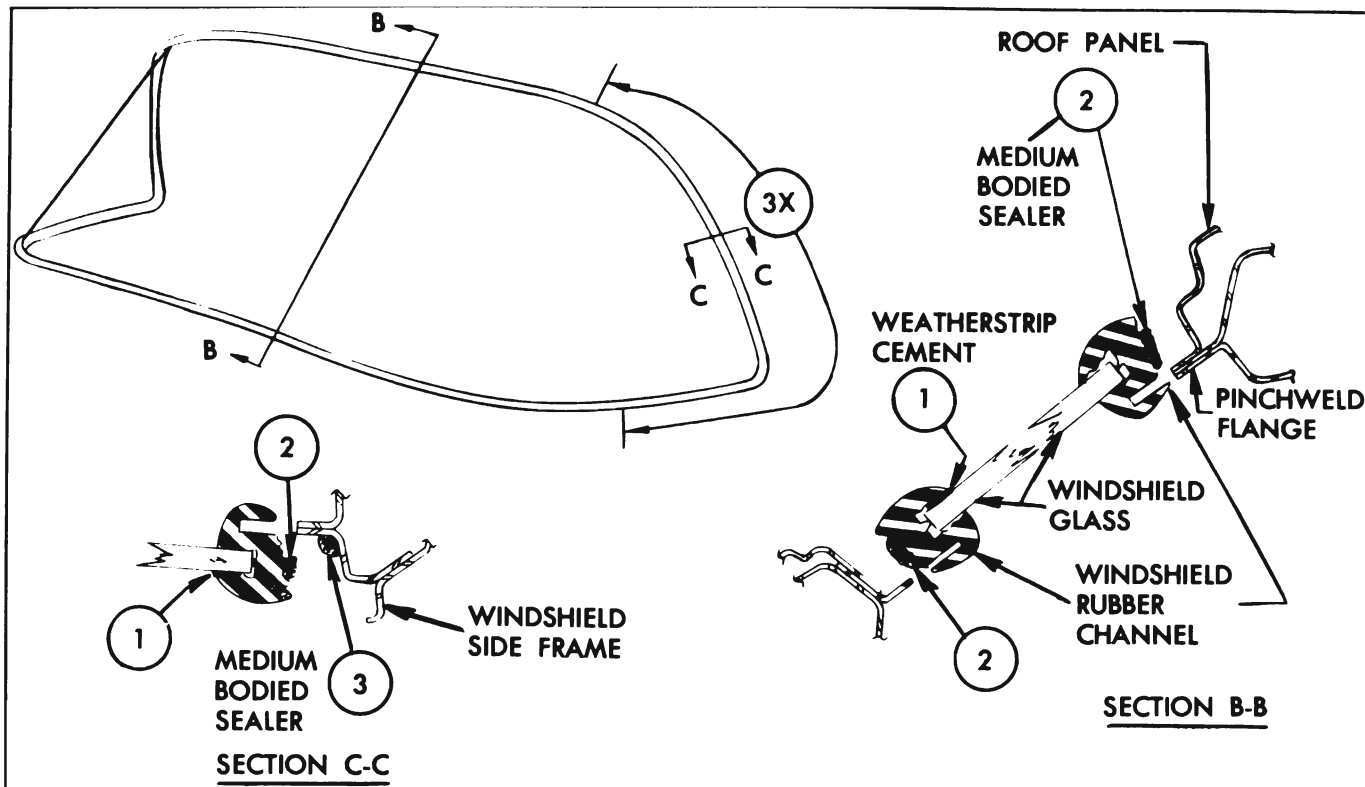 B
B
3X
C
C
ROOF PANEL
2
MEDIUM
BODIED
SEALER
WEATHERSTRIP
CEMENT
1
PINCHWELD
FLANGE
WINDSHIELD
GLASS
WINDSHIELD
RUBBER
CHANNEL
2
SECTION B-B
2
1
WINDSHIELD
SIDE FRAME
MEDIUM
BODIED
SEALER
3
SECTION C-C